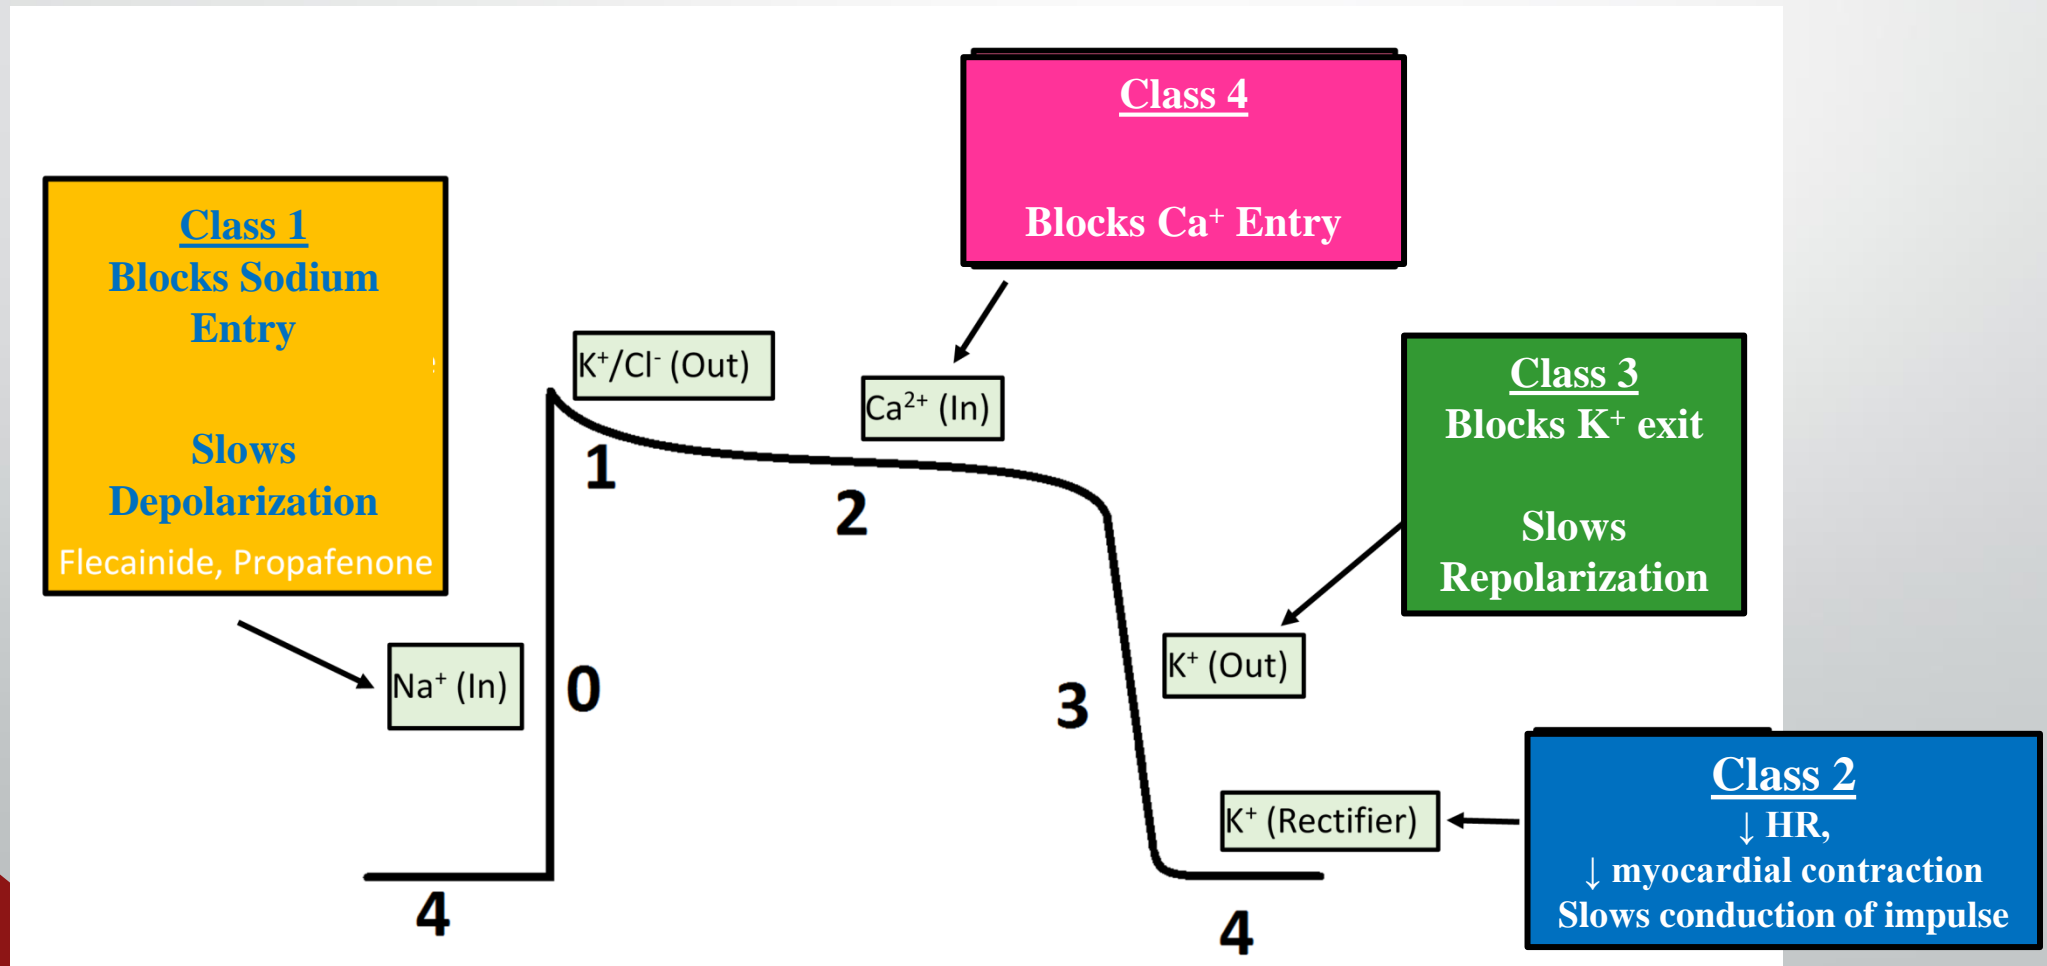 Class 4
Blocks Ca⁺ Entry
Class 1
Blocks Sodium
Entry
Slows
Depolarization
Flecainide, Propafenone
K⁺/Cl⁻ (Out)
Ca²⁺ (In)
Class 3
Blocks K⁺ exit
Slows
Repolarization
1
2
Na⁺ (In)
0
3
K⁺ (Out)
K⁺ (Rectifier)
Class 2
↓ HR,
↓ myocardial contraction
Slows conduction of impulse
4
4